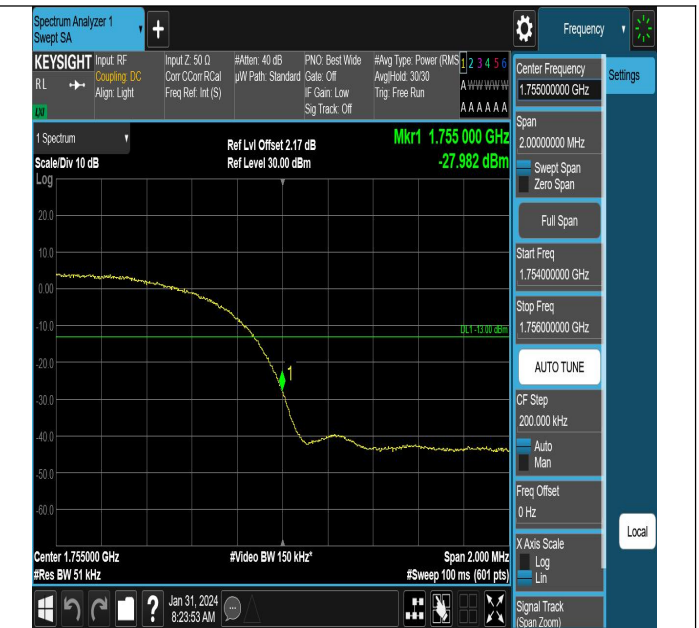 Spectrum Analyzer 1
Swept SA
+
Frequency
KEYSIGHT
RL
Input: RF
Coupling: DC
Align: Light
Input Z: 50 Ω
Corr CCorr RCal
Freq Ref: Int (S)
#Atten: 40 dB
µW Path: Standard
PNO: Best Wide
Gate: Off
IF Gain: Low
Sig Track: Off
#Avg Type: Power (RMS
Avg|Hold: 30/30
Trig: Free Run
1 2 3 4 5 6
A W W W W W
A A A A A A
1 Spectrum
Scale/Div 10 dB
Log
Ref Lvl Offset 2.17 dB
Ref Level 30.00 dBm
Mkr1 1.755 000 GHz
-27.982 dBm
20.0
10.0
0.00
-10.0
-20.0
-30.0
-40.0
-50.0
-60.0
DL1 -13.00 dBm
1
Center 1.755000 GHz
#Res BW 51 kHz
#Video BW 150 kHz*
Span 2.000 MHz
#Sweep 100 ms (601 pts)
?
Jan 31, 2024
8:23:53 AM
Center Frequency
1.755000000 GHz
Settings
Span
2.00000000 MHz
Swept Span
Zero Span
Full Span
Start Freq
1.754000000 GHz
Stop Freq
1.756000000 GHz
AUTO TUNE
CF Step
200.000 kHz
Auto
Man
Freq Offset
0 Hz
X Axis Scale
Log
Lin
Local
Signal Track
(Span Zoom)